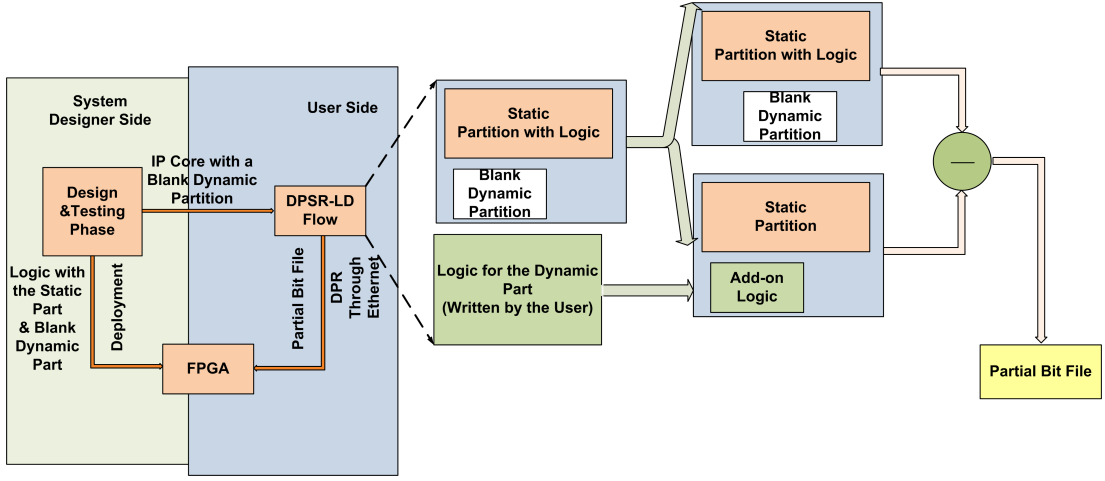 System
Designer Side
User Side
Design
&Testing
Phase
IP Core with a
Blank Dynamic
Partition
DPSR-LD
Flow
Logic with
the Static
Part
& Blank
Dynamic
Part
Deployment
Partial Bit File
DPR
Through
Ethernet
FPGA
Static
Partition with Logic
Blank
Dynamic
Partition
Logic for the Dynamic
Part
(Written by the User)
Static
Partition with Logic
Blank
Dynamic
Partition
Static
Partition
Add-on
Logic
Partial Bit File